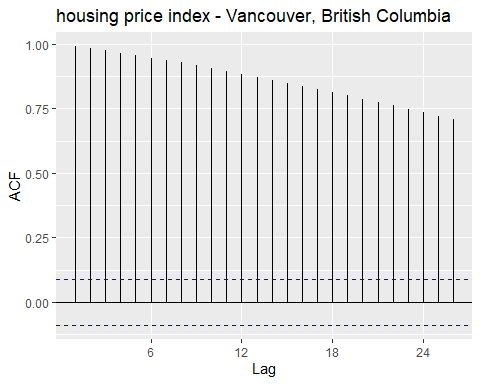 housing price index - Vancouver, British Columbia
1.00
0.75
0.50
0.25
0.00
ACF
6 12 18 24
Lag